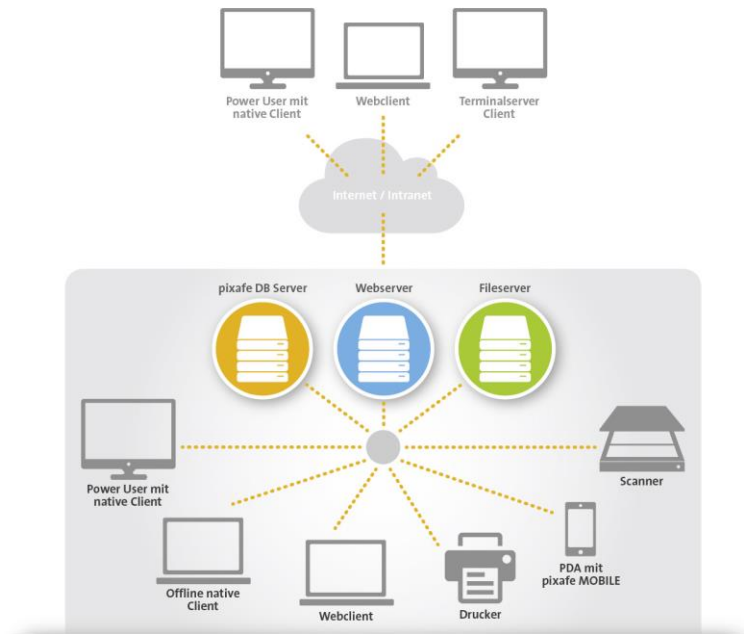 Power User mit
native Client
Webclient
Terminalserver
Client
Internet / Intranet
pixafe DB Server
Webserver
Fileserver
Power User mit
native Client
Scanner
Offline native
Client
Webclient
Drucker
PDA mit
pixafe MOBILE